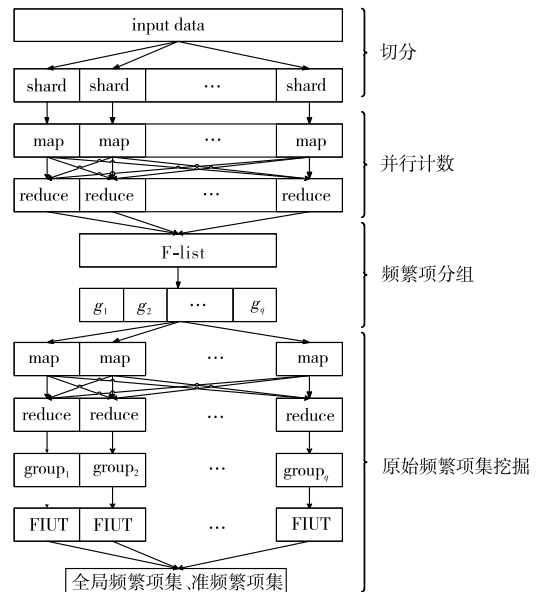 input data
切分
shard shard ... shard
map map ... map
并行计数
reduce reduce ... reduce
F-list
频繁项分组
g₁ g₂ ... g_q
map map ... map
reduce reduce ... reduce
原始频繁项集挖掘
group₁ group₂ group_q
FIUT FIUT ... FIUT
全局频繁项集、准频繁项集